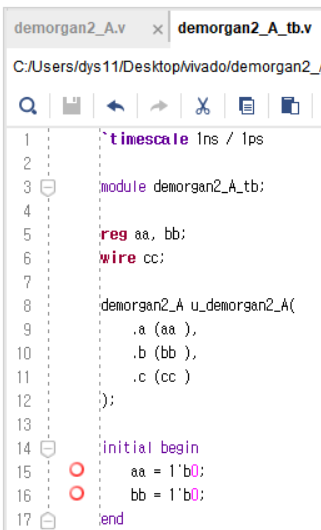 demorgan2_A.v × demorgan2_A_tb.v
C:/Users/dys11/Desktop/vivado/demorgan2_
1 `timescale 1ns / 1ps
2
3 module demorgan2_A_tb;
4
5 reg aa, bb;
6 wire cc;
7
8 demorgan2_A u_demorgan2_A(
9 .a (aa ),
10 .b (bb ),
11 .c (cc )
12 );
13
14 initial begin
15 aa = 1'b0;
16 bb = 1'b0;
17 end